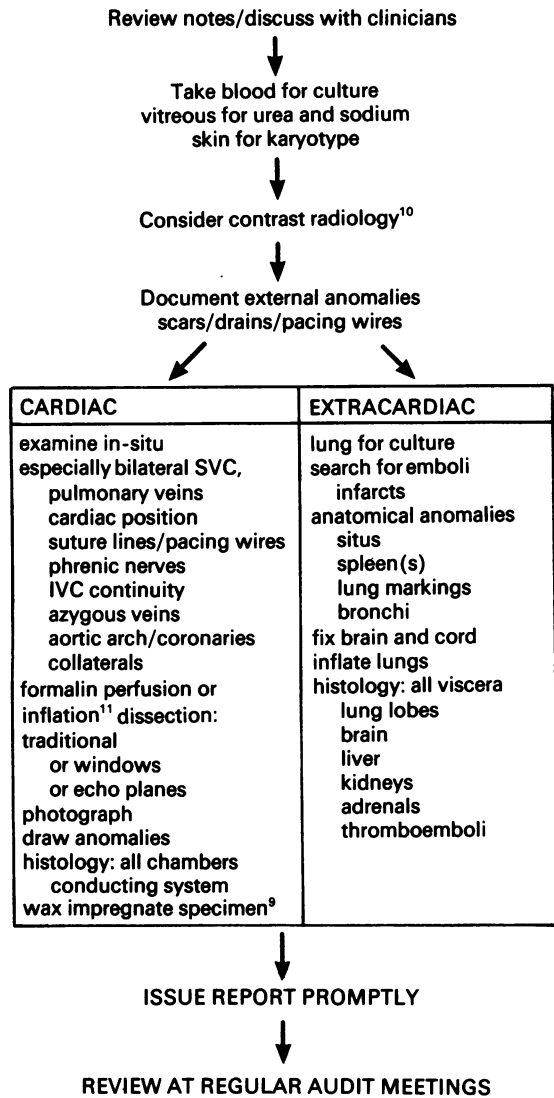 Review notes/discuss with clinicians
Take blood for culture
vitreous for urea and sodium
skin for karyotype
Consider contrast radiology¹⁰
Document external anomalies
scars/drains/pacing wires
CARDIAC
examine in-situ
especially bilateral SVC,
pulmonary veins
cardiac position
suture lines/pacing wires
phrenic nerves
IVC continuity
azygous veins
aortic arch/coronaries
collaterals
formalin perfusion or
inflation¹¹ dissection:
traditional
or windows
or echo planes
photograph
draw anomalies
histology: all chambers
conducting system
wax impregnate specimen⁹
EXTRACARDIAC
lung for culture
search for emboli
infarcts
anatomical anomalies
situs
spleen(s)
lung markings
bronchi
fix brain and cord
inflate lungs
histology: all viscera
lung lobes
brain
liver
kidneys
adrenals
thromboemboli
ISSUE REPORT PROMPTLY
REVIEW AT REGULAR AUDIT MEETINGS